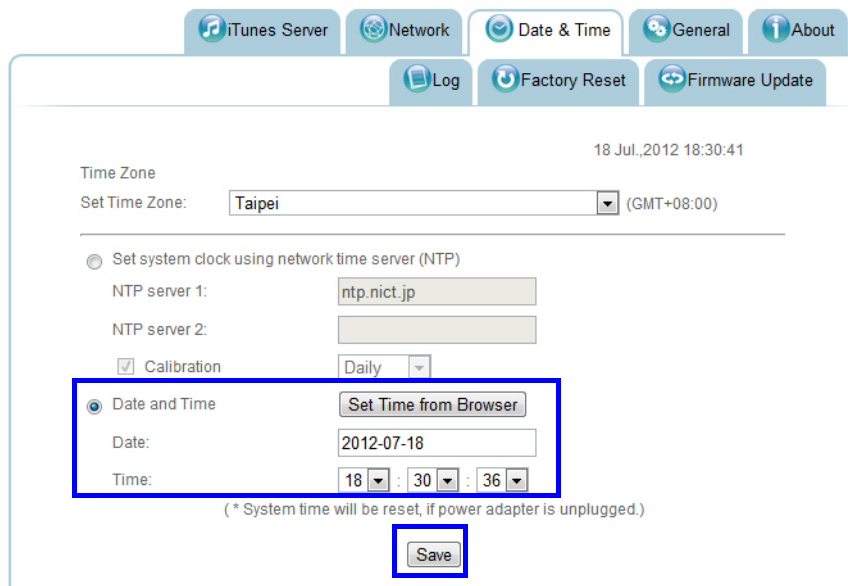 iTunes Server Network Date & Time General About
Log Factory Reset Firmware Update
18 Jul.,2012 18:30:41
Time Zone
Set Time Zone: Taipei (GMT+08:00)
Set system clock using network time server (NTP)
NTP server 1: ntp.nict.jp
NTP server 2:
Calibration Daily
Date and Time Set Time from Browser
Date: 2012-07-18
Time: 18 : 30 : 36
( * System time will be reset, if power adapter is unplugged.)
Save